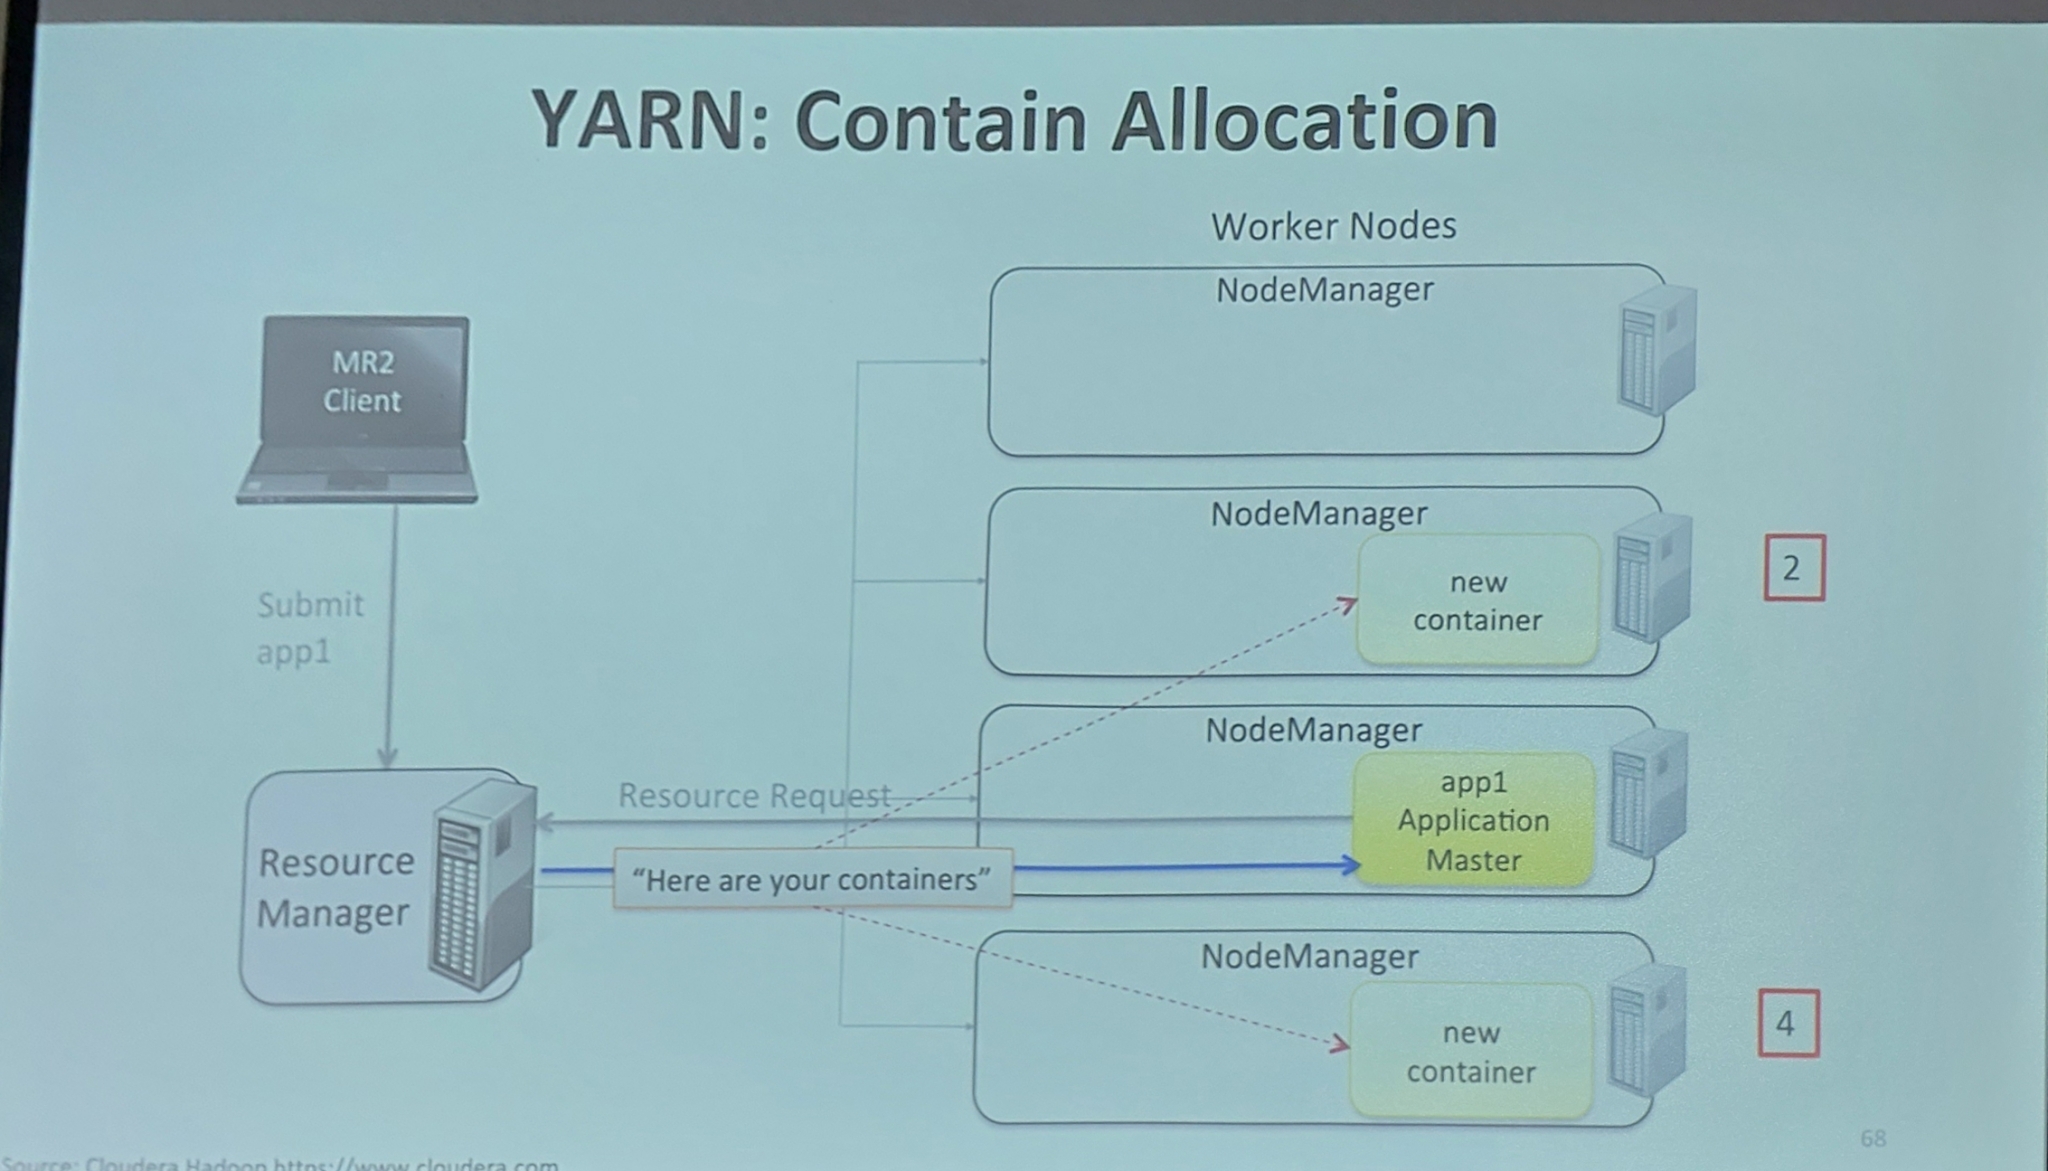 YARN: Contain Allocation
Worker Nodes
NodeManager
MR2
Client
NodeManager
new
container
2
Submit
app1
NodeManager
app1
Application
Master
Resource Request
"Here are your containers"
Resource
Manager
NodeManager
new
container
4
68
Source: Cloudera Hadoop https://www.cloudera.com